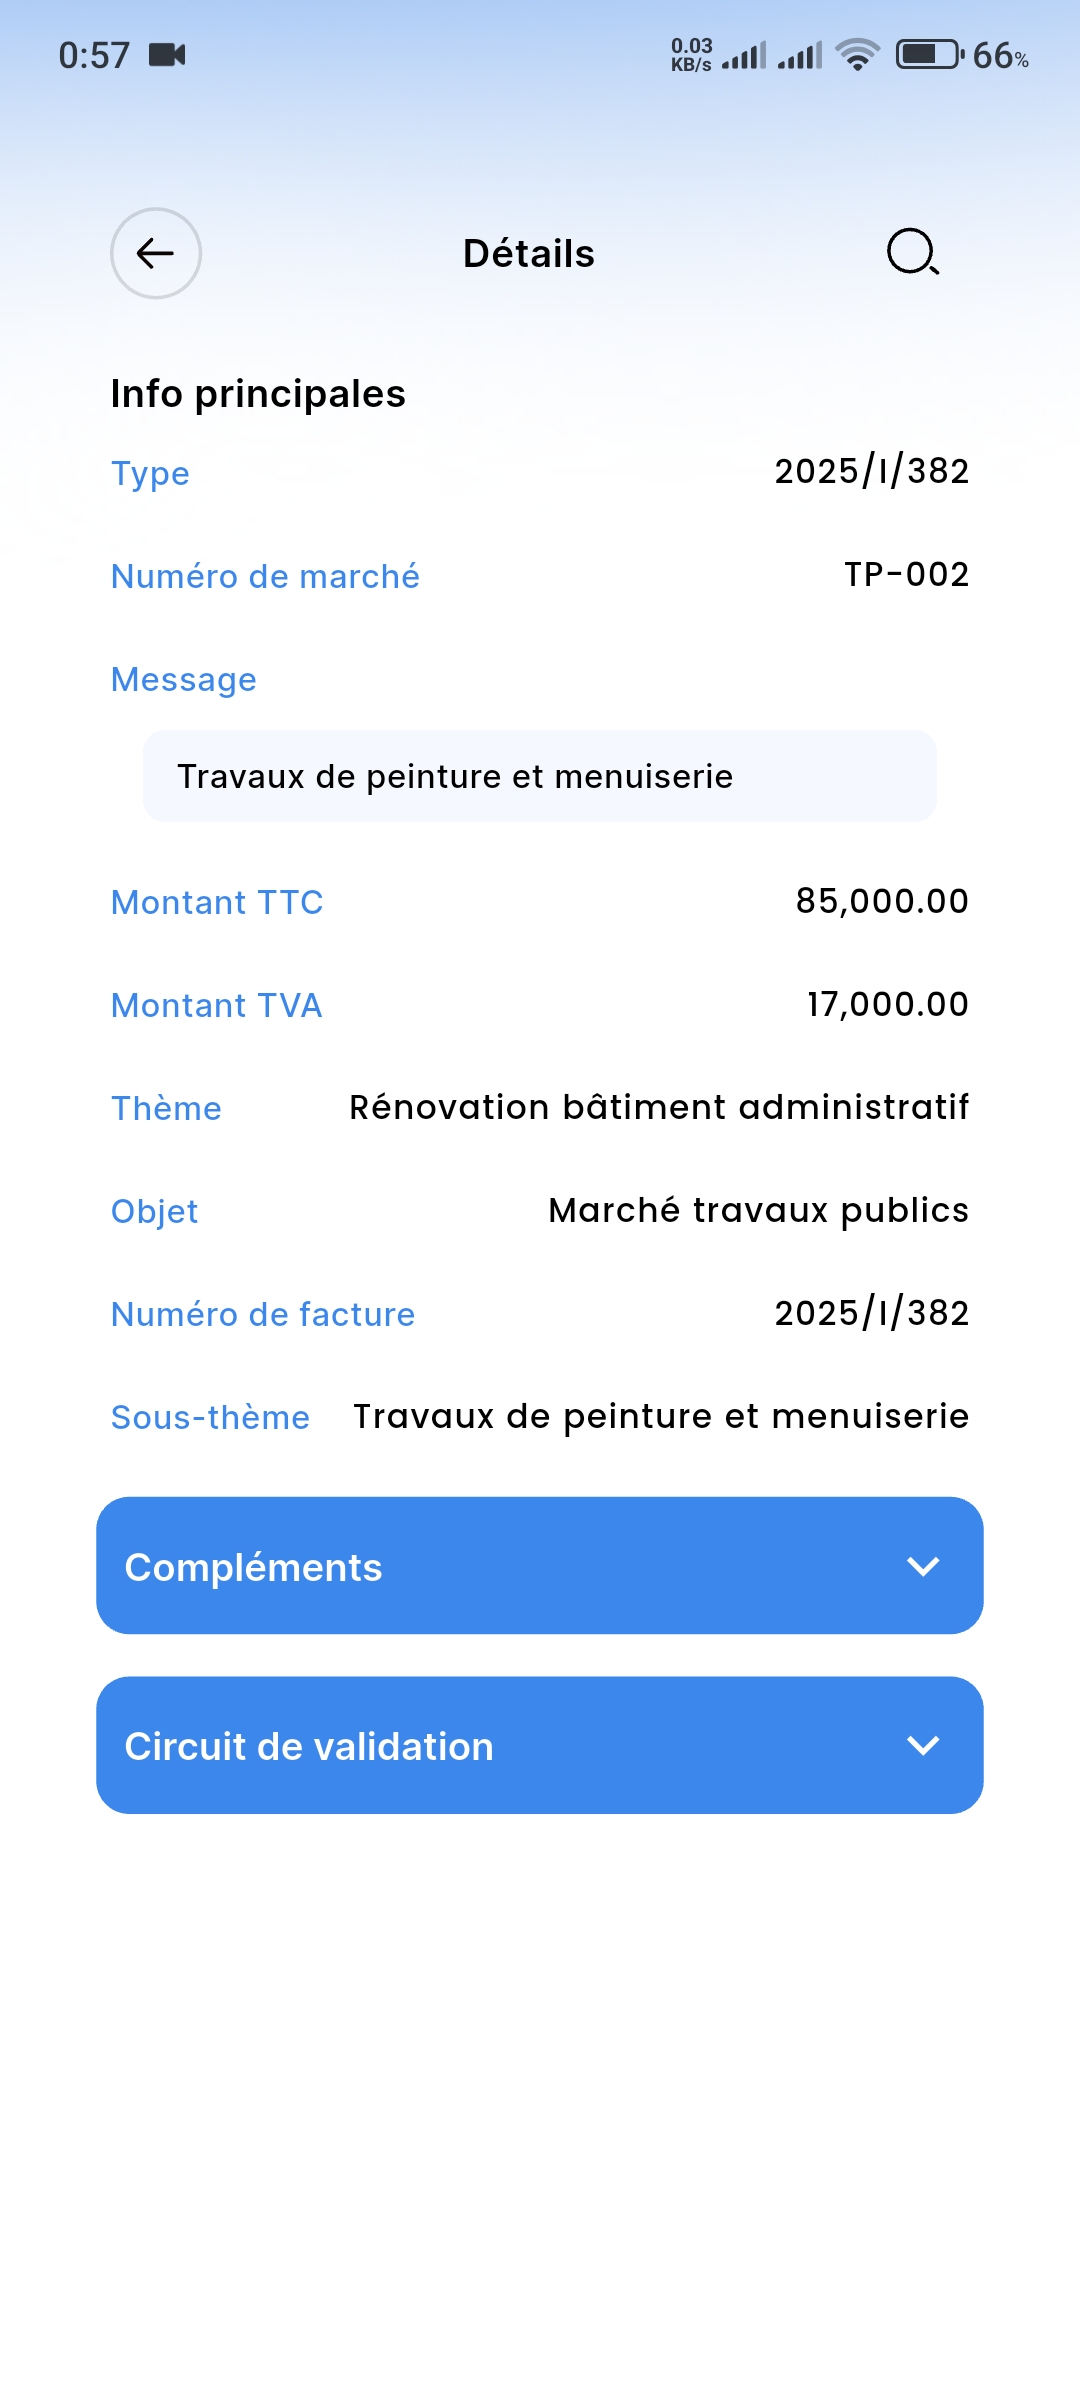 0:57
0.03
KB/s
66%
Détails
Info principales
Type 2025/I/382
Numéro de marché TP-002
Message
Travaux de peinture et menuiserie
Montant TTC 85,000.00
Montant TVA 17,000.00
Thème Rénovation bâtiment administratif
Objet Marché travaux publics
Numéro de facture 2025/I/382
Sous-thème Travaux de peinture et menuiserie
Compléments
Circuit de validation